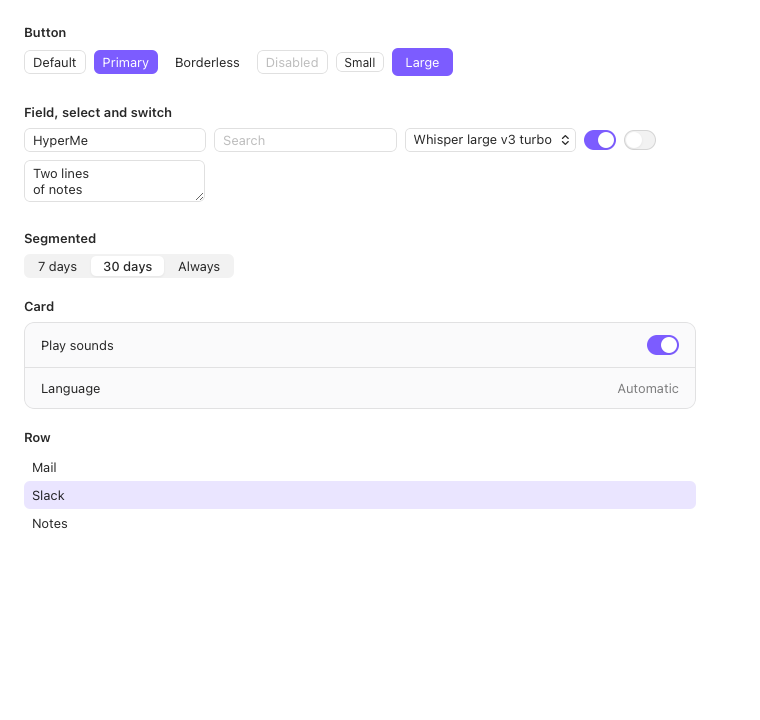 Button
Default Primary Borderless Disabled Small Large
Field, select and switch
HyperMe Search Whisper large v3 turbo
Two lines
of notes
Segmented
7 days 30 days Always
Card
Play sounds
Language Automatic
Row
Mail
Slack
Notes